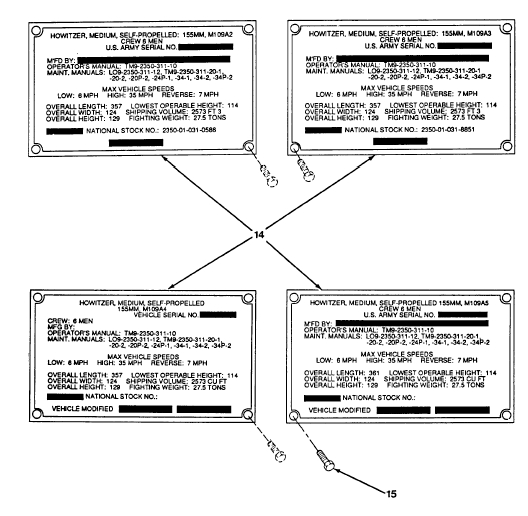 HOWITZER, MEDIUM, SELF-PROPELLED: 155MM, M109A2
CREW 6 MEN
U.S. ARMY SERIAL NO.
M'F'D BY:
OPERATOR'S MANUAL: TM9-2350-311-10
MAINT. MANUALS: LO9-2350-311-12, TM9-2350-311-20-1,
-20-2, -20P-2, -24P-1, -34-1, -34-2, -34P-2
MAX VEHICLE SPEEDS
LOW: 6 MPH HIGH: 35 MPH REVERSE: 7 MPH
OVERALL LENGTH: 357 LOWEST OPERABLE HEIGHT: 114
OVERALL WIDTH: 124 SHIPPING VOLUME: 2573 FT 3
OVERALL HEIGHT: 129 FIGHTING WEIGHT: 27.5 TONS
NATIONAL STOCK NO.: 2350-01-031-0586
HOWITZER, MEDIUM, SELF-PROPELLED: 155MM, M109A3
CREW 6 MEN
U.S. ARMY SERIAL NO.
M'F'D BY:
OPERATOR'S MANUAL: TM9-2350-311-10
MAINT. MANUALS: LO9-2350-311-12, TM9-2350-311-20-1,
-20-2, -20P-2, -24P-1, -34-1, -34-2, -34P-2
MAX VEHICLE SPEEDS
LOW: 6 MPH HIGH: 35 MPH REVERSE: 7 MPH
OVERALL LENGTH: 357 LOWEST OPERABLE HEIGHT: 114
OVERALL WIDTH: 124 SHIPPING VOLUME: 2573 FT 3
OVERALL HEIGHT: 129 FIGHTING WEIGHT: 27.5 TONS
NATIONAL STOCK NO.: 2350-01-031-8851
14
HOWITZER, MEDIUM, SELF-PROPELLED
155MM, M109A4
VEHICLE SERIAL NO.
CREW: 6 MEN
MFG BY:
OPERATOR'S MANUAL: TM9-2350-311-10
MAINT. MANUALS: LO9-2350-311-12, TM9-2350-311-20-1,
-20-2, -20P-2, -24P-1, -34-1, -34-2, -34P-2
MAX VEHICLE SPEEDS
LOW: 6 MPH HIGH: 35 MPH REVERSE: 7 MPH
OVERALL LENGTH: 357 LOWEST OPERABLE HEIGHT: 114
OVERALL WIDTH: 124 SHIPPING VOLUME: 2573 CU FT
OVERALL HEIGHT: 129 FIGHTING WEIGHT: 27.5 TONS
NATIONAL STOCK NO.:
VEHICLE MODIFIED
HOWITZER, MEDIUM, SELF-PROPELLED 155MM, M109A5
CREW 6 MEN
U. S. ARMY SERIAL NO.
M'F'D BY:
OPERATOR'S MANUAL: TM9-2350-311-10
MAINT. MANUALS: LO9-2350-311-12, TM9-2350-311-20-1,
-20-2, -20P-2, -24P-1, -34-1, -34-2, -34P-2
MAX VEHICLE SPEEDS
LOW: 6 MPH HIGH: 35 MPH REVERSE: 7 MPH
OVERALL LENGTH: 361 LOWEST OPERABLE HEIGHT: 114
OVERALL WIDTH: 124 SHIPPING VOLUME: 2573 CU FT
OVERALL HEIGHT: 129 FIGHTING WEIGHT: 27.5 TONS
NATIONAL STOCK NO.:
VEHICLE MODIFIED
15